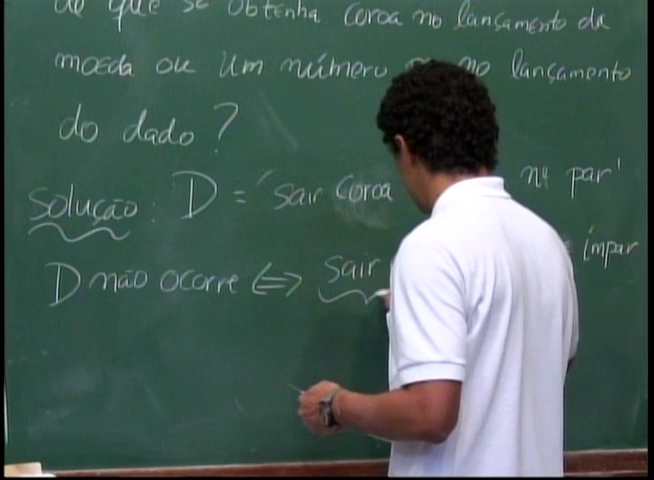 de que se obtenha coroa no lançamento da
moeda ou um número no lançamento
do dado?
solução: D = 'sair coroa nº par'
D não ocorre ⇔ sair ímpar